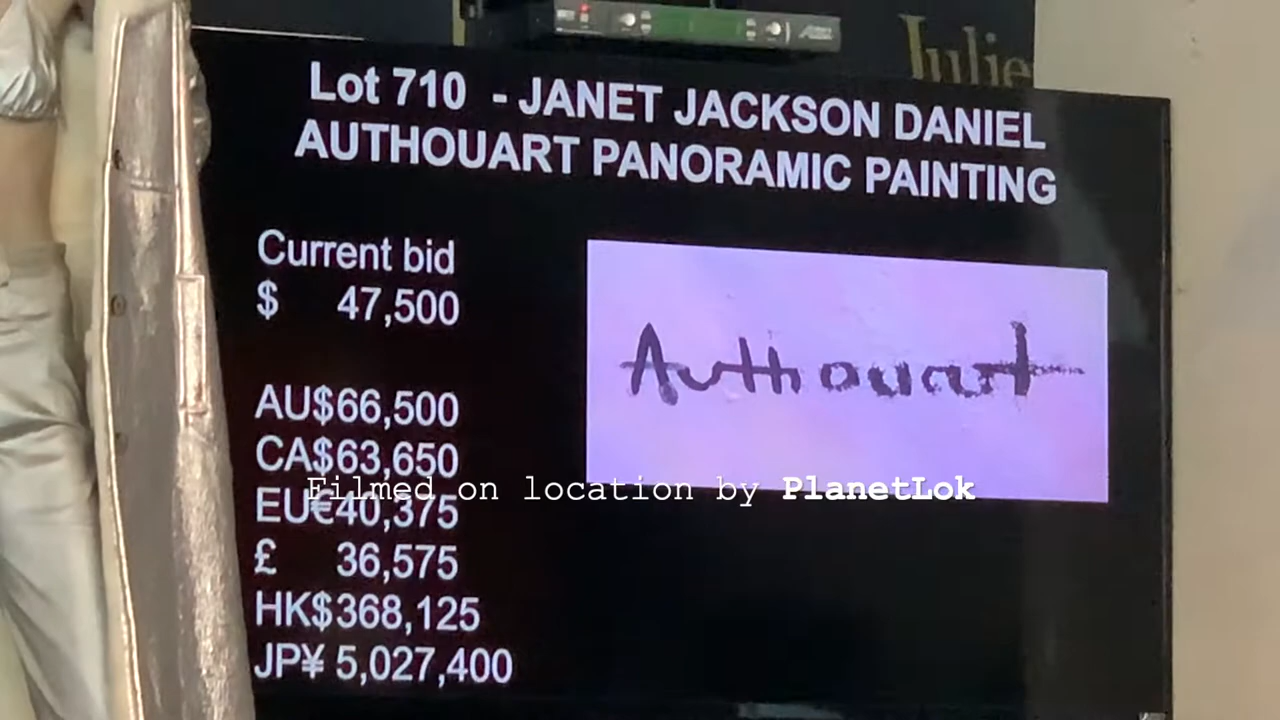 Julie
Lot 710 - JANET JACKSON DANIEL
AUTHOUART PANORAMIC PAINTING
Current bid
$ 47,500
Authouart
AU$66,500
CA$63,650
Filmed on location by PlanetLok
EU€40,375
£ 36,575
HK$368,125
JP¥ 5,027,400